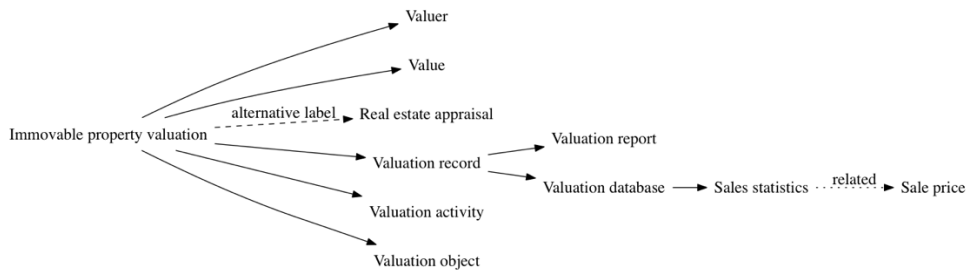 Valuer
Value
alternative label
Real estate appraisal
Immovable property valuation
Valuation report
Valuation record
Valuation database
Sales statistics
related
Sale price
Valuation activity
Valuation object